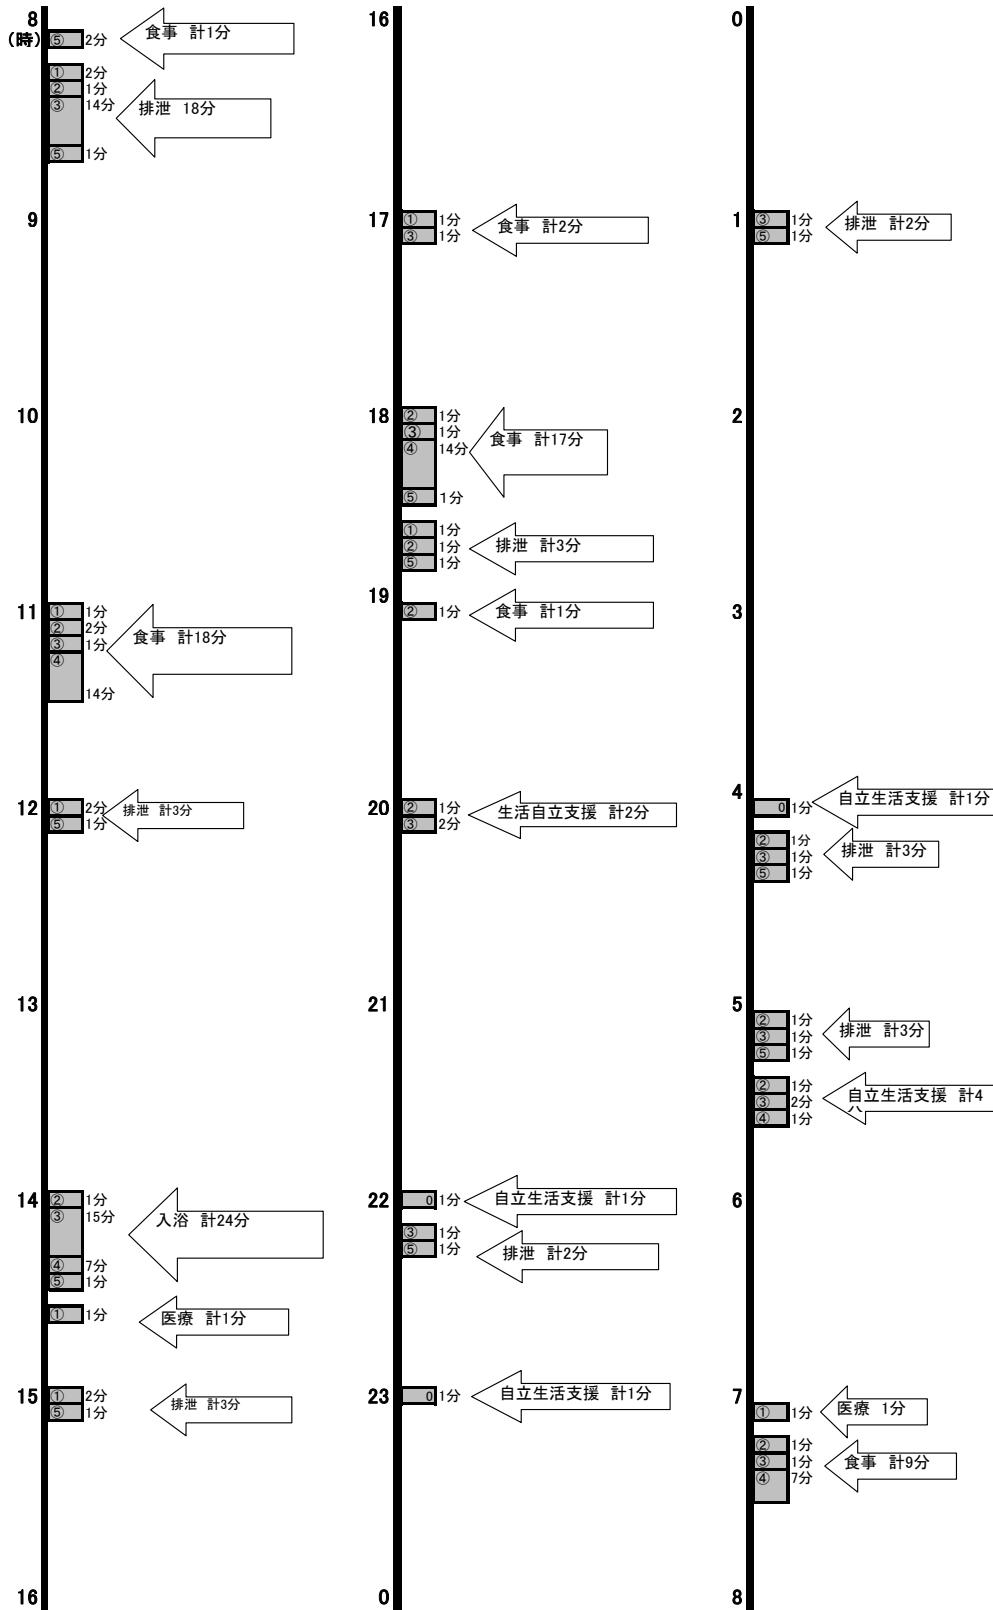 8
(時)
⑤ 2分
食事 計1分
① 2分
② 1分
③ 14分
⑤ 1分
排泄 18分
9
10
11
① 1分
② 2分
③ 1分
④
14分
食事 計18分
12
① 2分
⑤ 1分
排泄 計3分
13
14
② 1分
③ 15分
④ 7分
⑤ 1分
入浴 計24分
① 1分
医療 計1分
15
① 2分
⑤ 1分
排泄 計3分
16
16
17
① 1分
③ 1分
食事 計2分
18
② 1分
③ 1分
④ 14分
⑤ 1分
食事 計17分
① 1分
② 1分
⑤ 1分
排泄 計3分
19
② 1分
食事 計1分
20
② 1分
③ 2分
生活自立支援 計2分
21
22
0 1分
自立生活支援 計1分
③ 1分
⑤ 1分
排泄 計2分
23
0 1分
自立生活支援 計1分
0
0
1
③ 1分
⑤ 1分
排泄 計2分
2
3
4
0 1分
自立生活支援 計1分
② 1分
③ 1分
⑤ 1分
排泄 計3分
5
② 1分
③ 1分
⑤ 1分
排泄 計3分
② 1分
③ 2分
④ 1分
自立生活支援 計4
6
7
① 1分
医療 1分
② 1分
③ 1分
④ 7分
食事 計9分
8